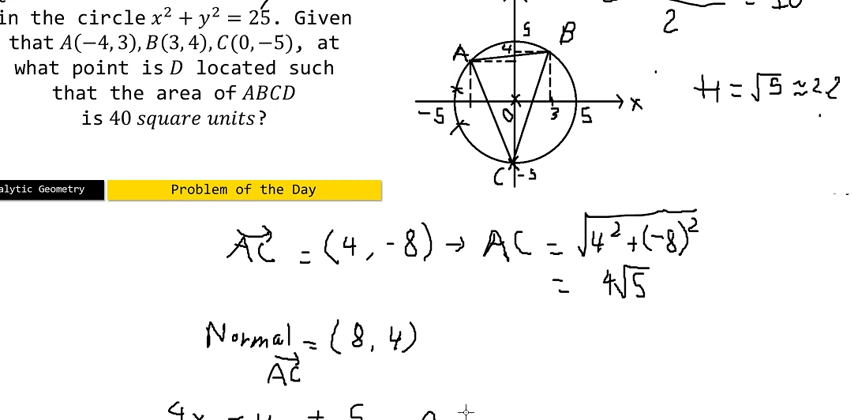 in the circle x² + y² = 25. Given
that A(−4, 3), B(3, 4), C(0, −5), at
what point is D located such
that the area of ABCD
is 40 square units?
2
= 10
H = √5 ≈ 2.2
5
4
A
B
-5
0
3
5
x
C
-5
alytic Geometry
Problem of the Day
AC = (4, -8) → AC = √4² + (-8)²
= 4√5
Normal = (8, 4)
AC